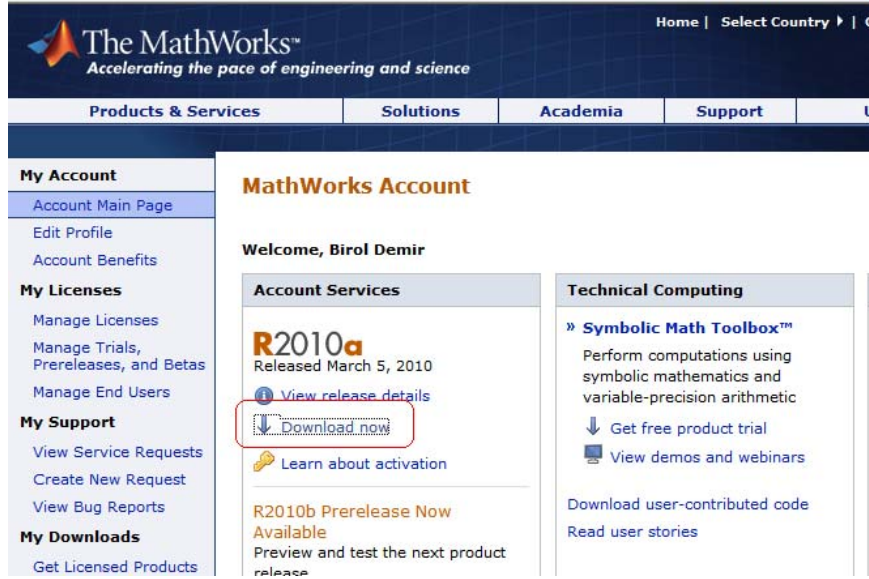 The MathWorks™
Accelerating the pace of engineering and science
Home | Select Country |
Products & Services Solutions Academia Support
My Account
Account Main Page
Edit Profile
Account Benefits
My Licenses
Manage Licenses
Manage Trials,
Prereleases, and Betas
Manage End Users
My Support
View Service Requests
Create New Request
View Bug Reports
My Downloads
Get Licensed Products
MathWorks Account
Welcome, Birol Demir
Account Services
R2010a
Released March 5, 2010
View release details
Download now
Learn about activation
R2010b Prerelease Now
Available
Preview and test the next product
release
Technical Computing
» Symbolic Math Toolbox™
Perform computations using
symbolic mathematics and
variable-precision arithmetic
Get free product trial
View demos and webinars
Download user-contributed code
Read user stories